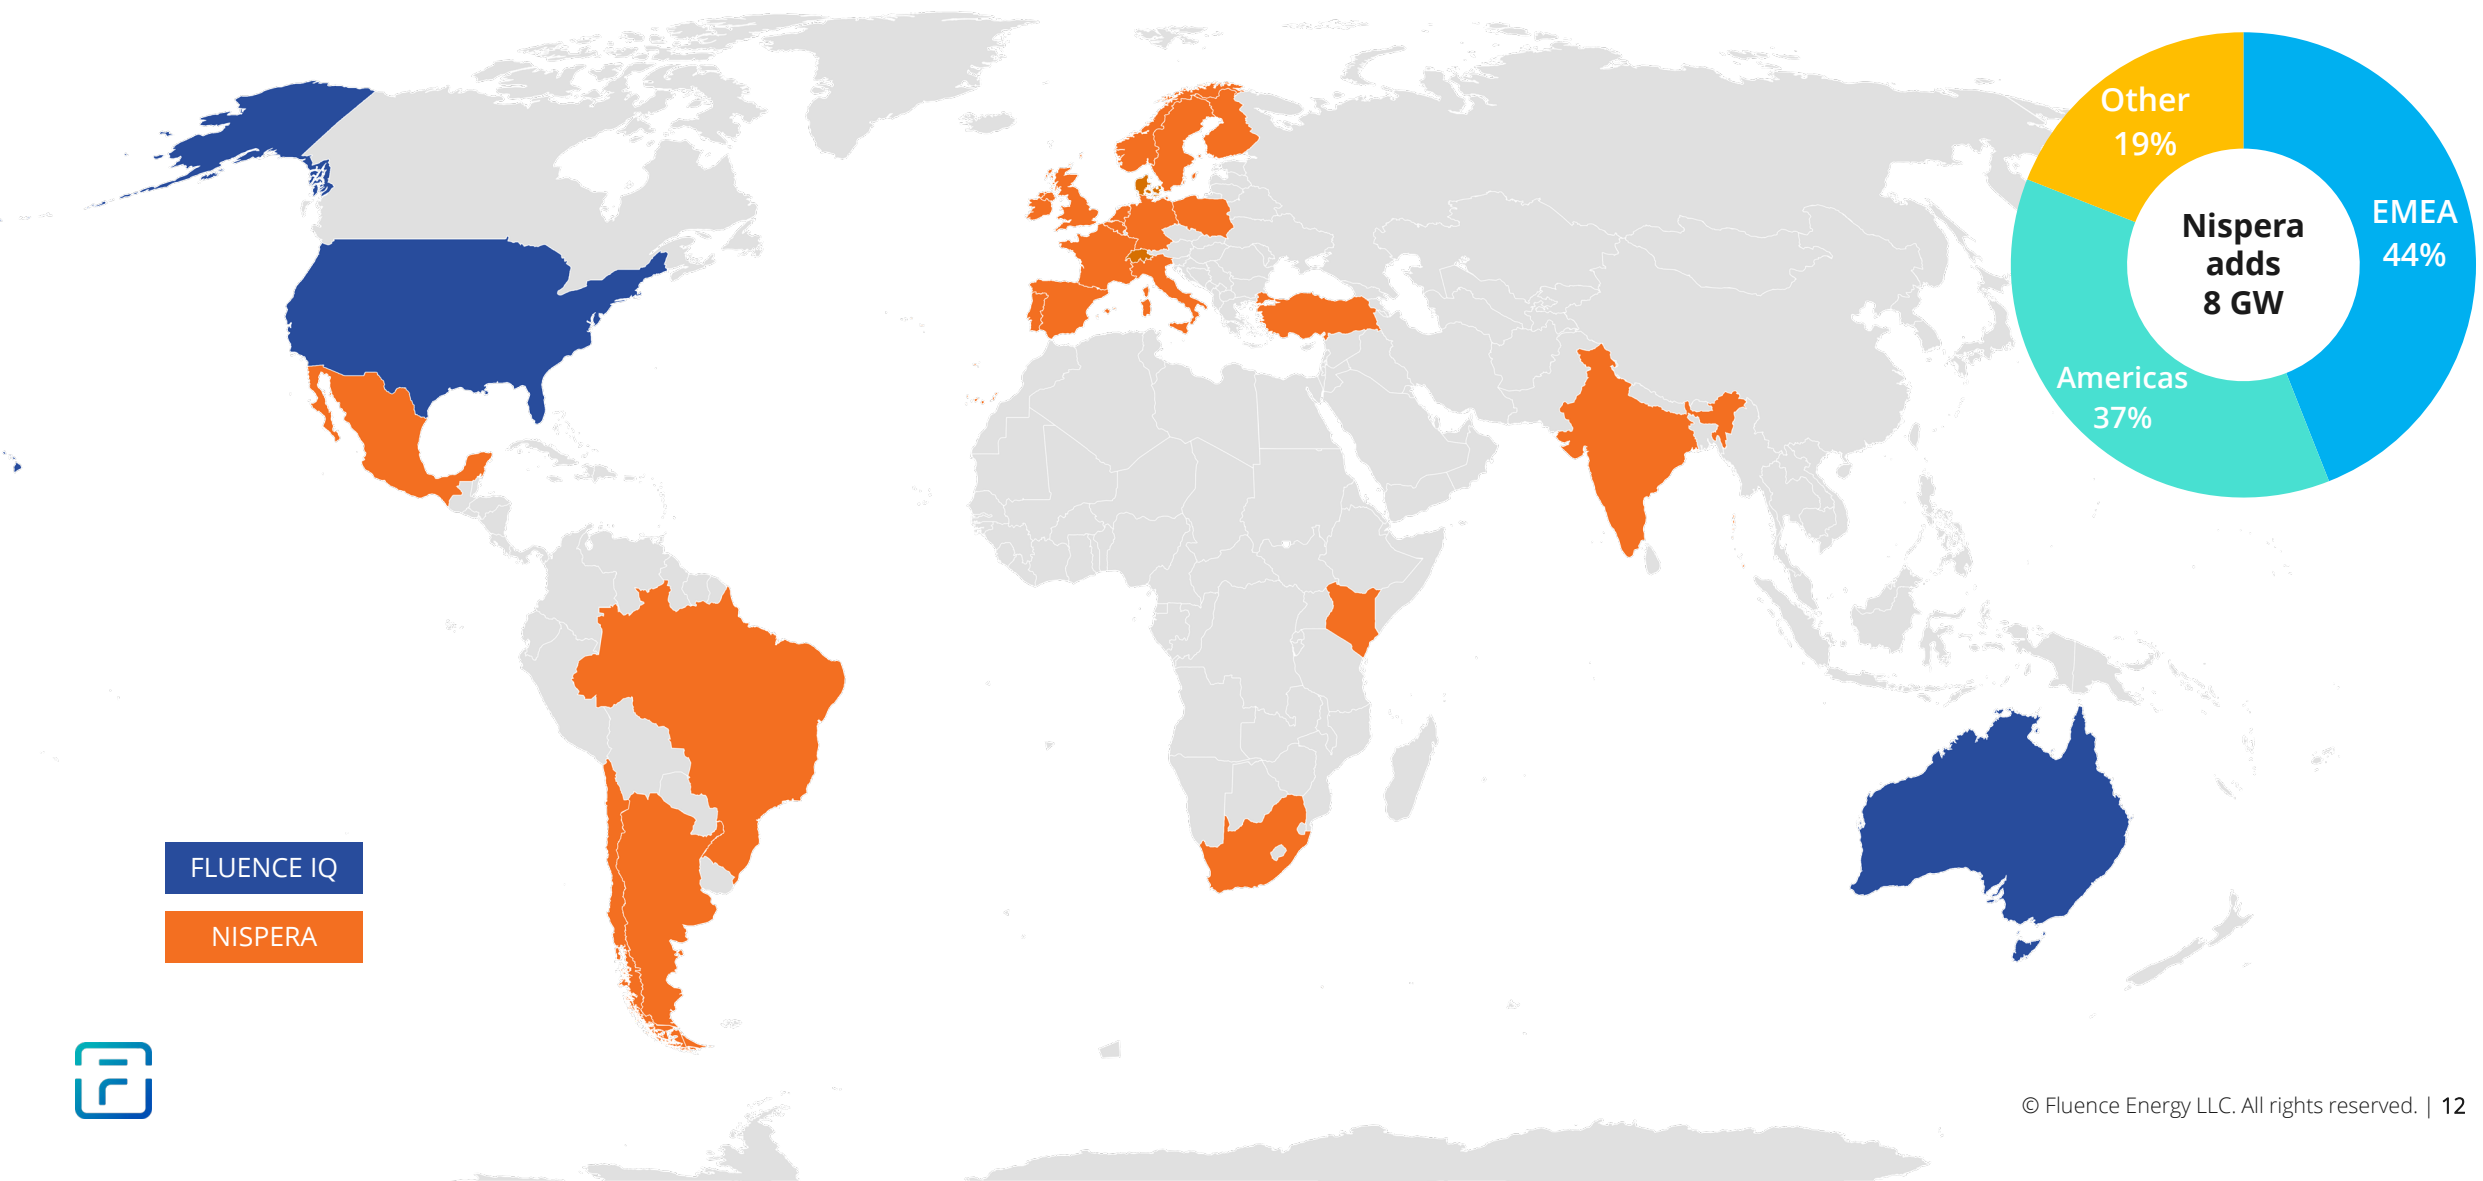 Other
19%
EMEA
44%
Nispera
adds
8 GW
Americas
37%
FLUENCE IQ
NISPERA
© Fluence Energy LLC. All rights reserved. | 12